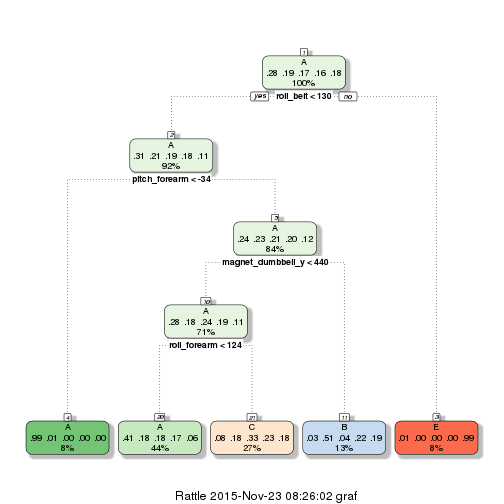 1
A
.28 .19 .17 .16 .18
100%
yes roll_belt < 130 no
2
A
.31 .21 .19 .18 .11
92%
pitch_forearm < -34
5
A
.24 .23 .21 .20 .12
84%
magnet_dumbbell_y < 440
10
A
.28 .18 .24 .19 .11
71%
roll_forearm < 124
4 20 21 11 3
A A C B E
.99 .01 .00 .00 .00 .41 .18 .18 .17 .06 .08 .18 .33 .23 .18 .03 .51 .04 .22 .19 .01 .00 .00 .00 .99
8% 44% 27% 13% 8%
Rattle 2015-Nov-23 08:26:02 graf